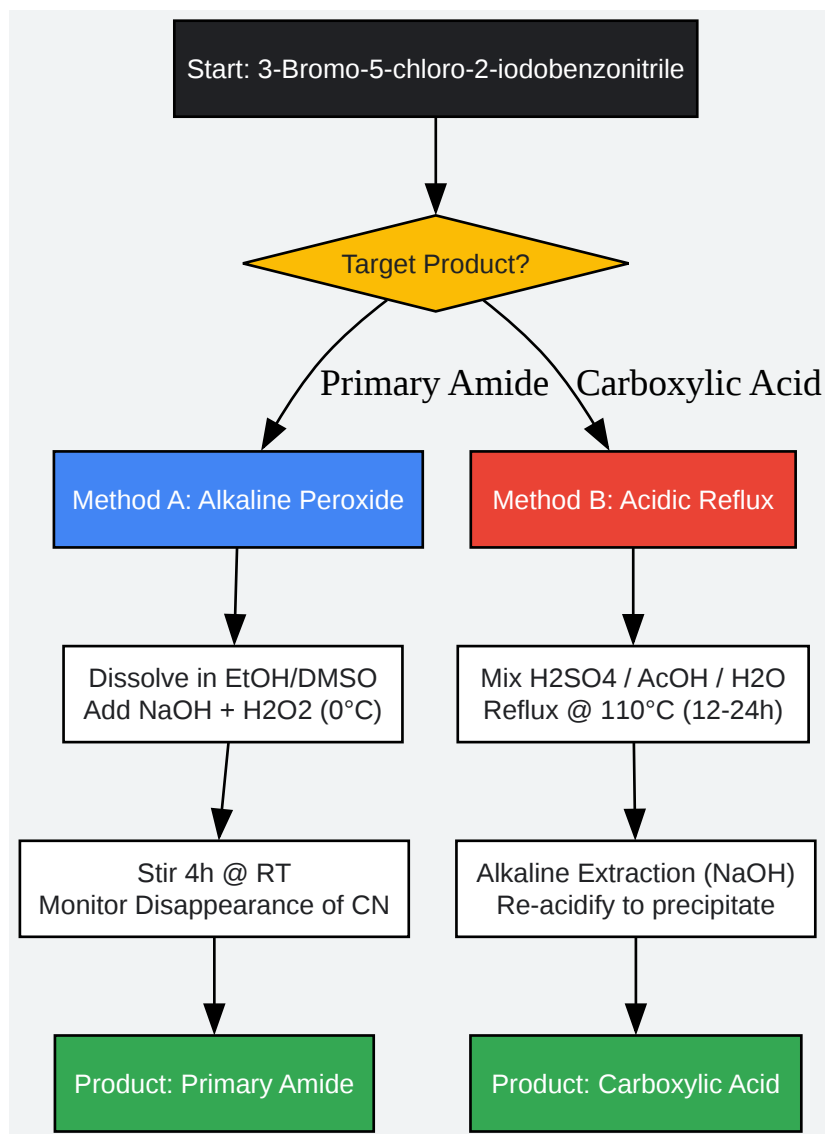 Start: 3-Bromo-5-chloro-2-iodobenzonitrile
Target Product?
Primary Amide
Carboxylic Acid
Method A: Alkaline Peroxide
Method B: Acidic Reflux
Dissolve in EtOH/DMSO
Add NaOH + H2O2 (0°C)
Mix H2SO4 / AcOH / H2O
Reflux @ 110°C (12-24h)
Stir 4h @ RT
Monitor Disappearance of CN
Alkaline Extraction (NaOH)
Re-acidify to precipitate
Product: Primary Amide
Product: Carboxylic Acid